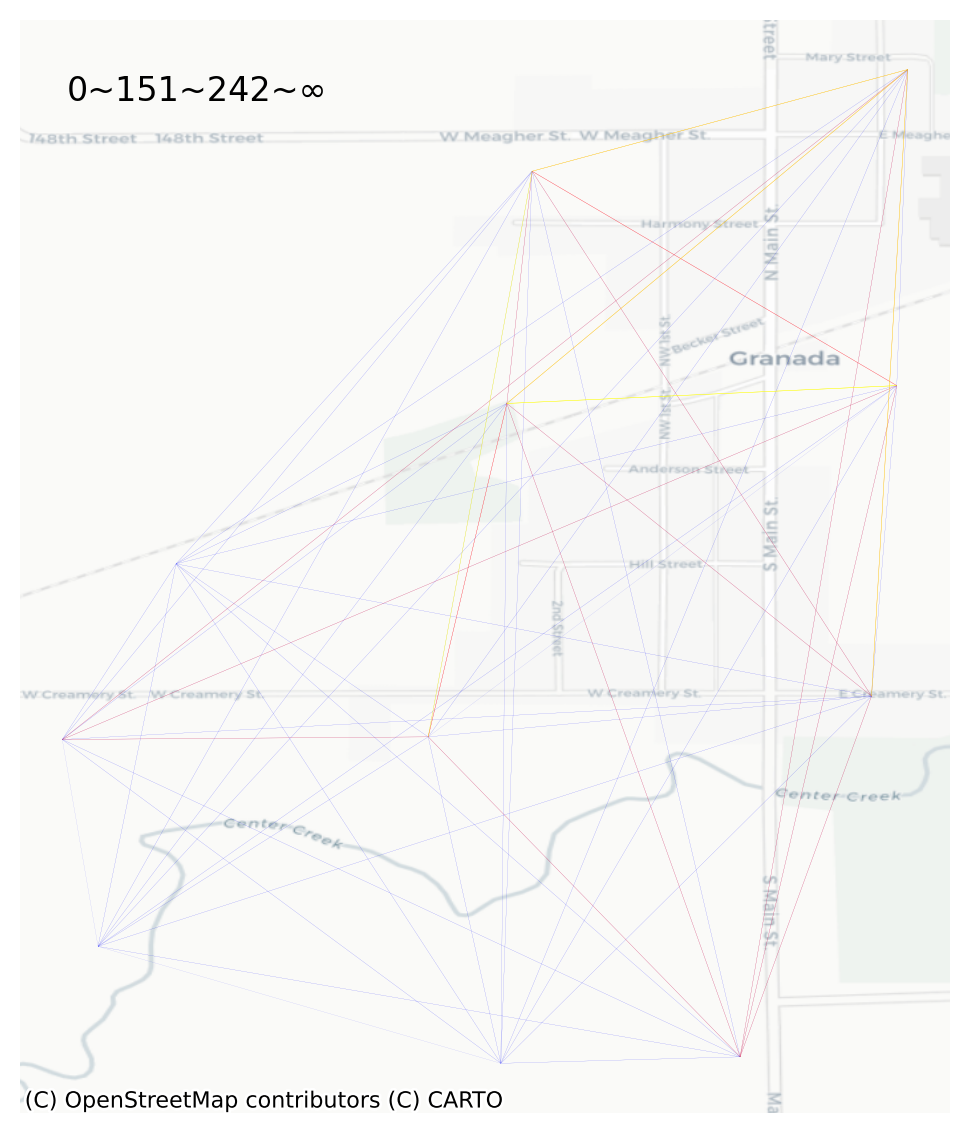 treet
Mary Street
0~151~242~∞
148th Street
148th Street
W Meagher St.
W Meagher St.
E Meaghe
Harmony Street
N Main St.
NW 1st St.
Becker Street
Granada
NW 1st St.
Anderson Street
S Main St.
Hill Street
2nd Street
W Creamery St.
W Creamery St.
W Creamery St.
E Creamery St.
Center Creek
Center Creek
S Main St.
Ma
(C) OpenStreetMap contributors (C) CARTO